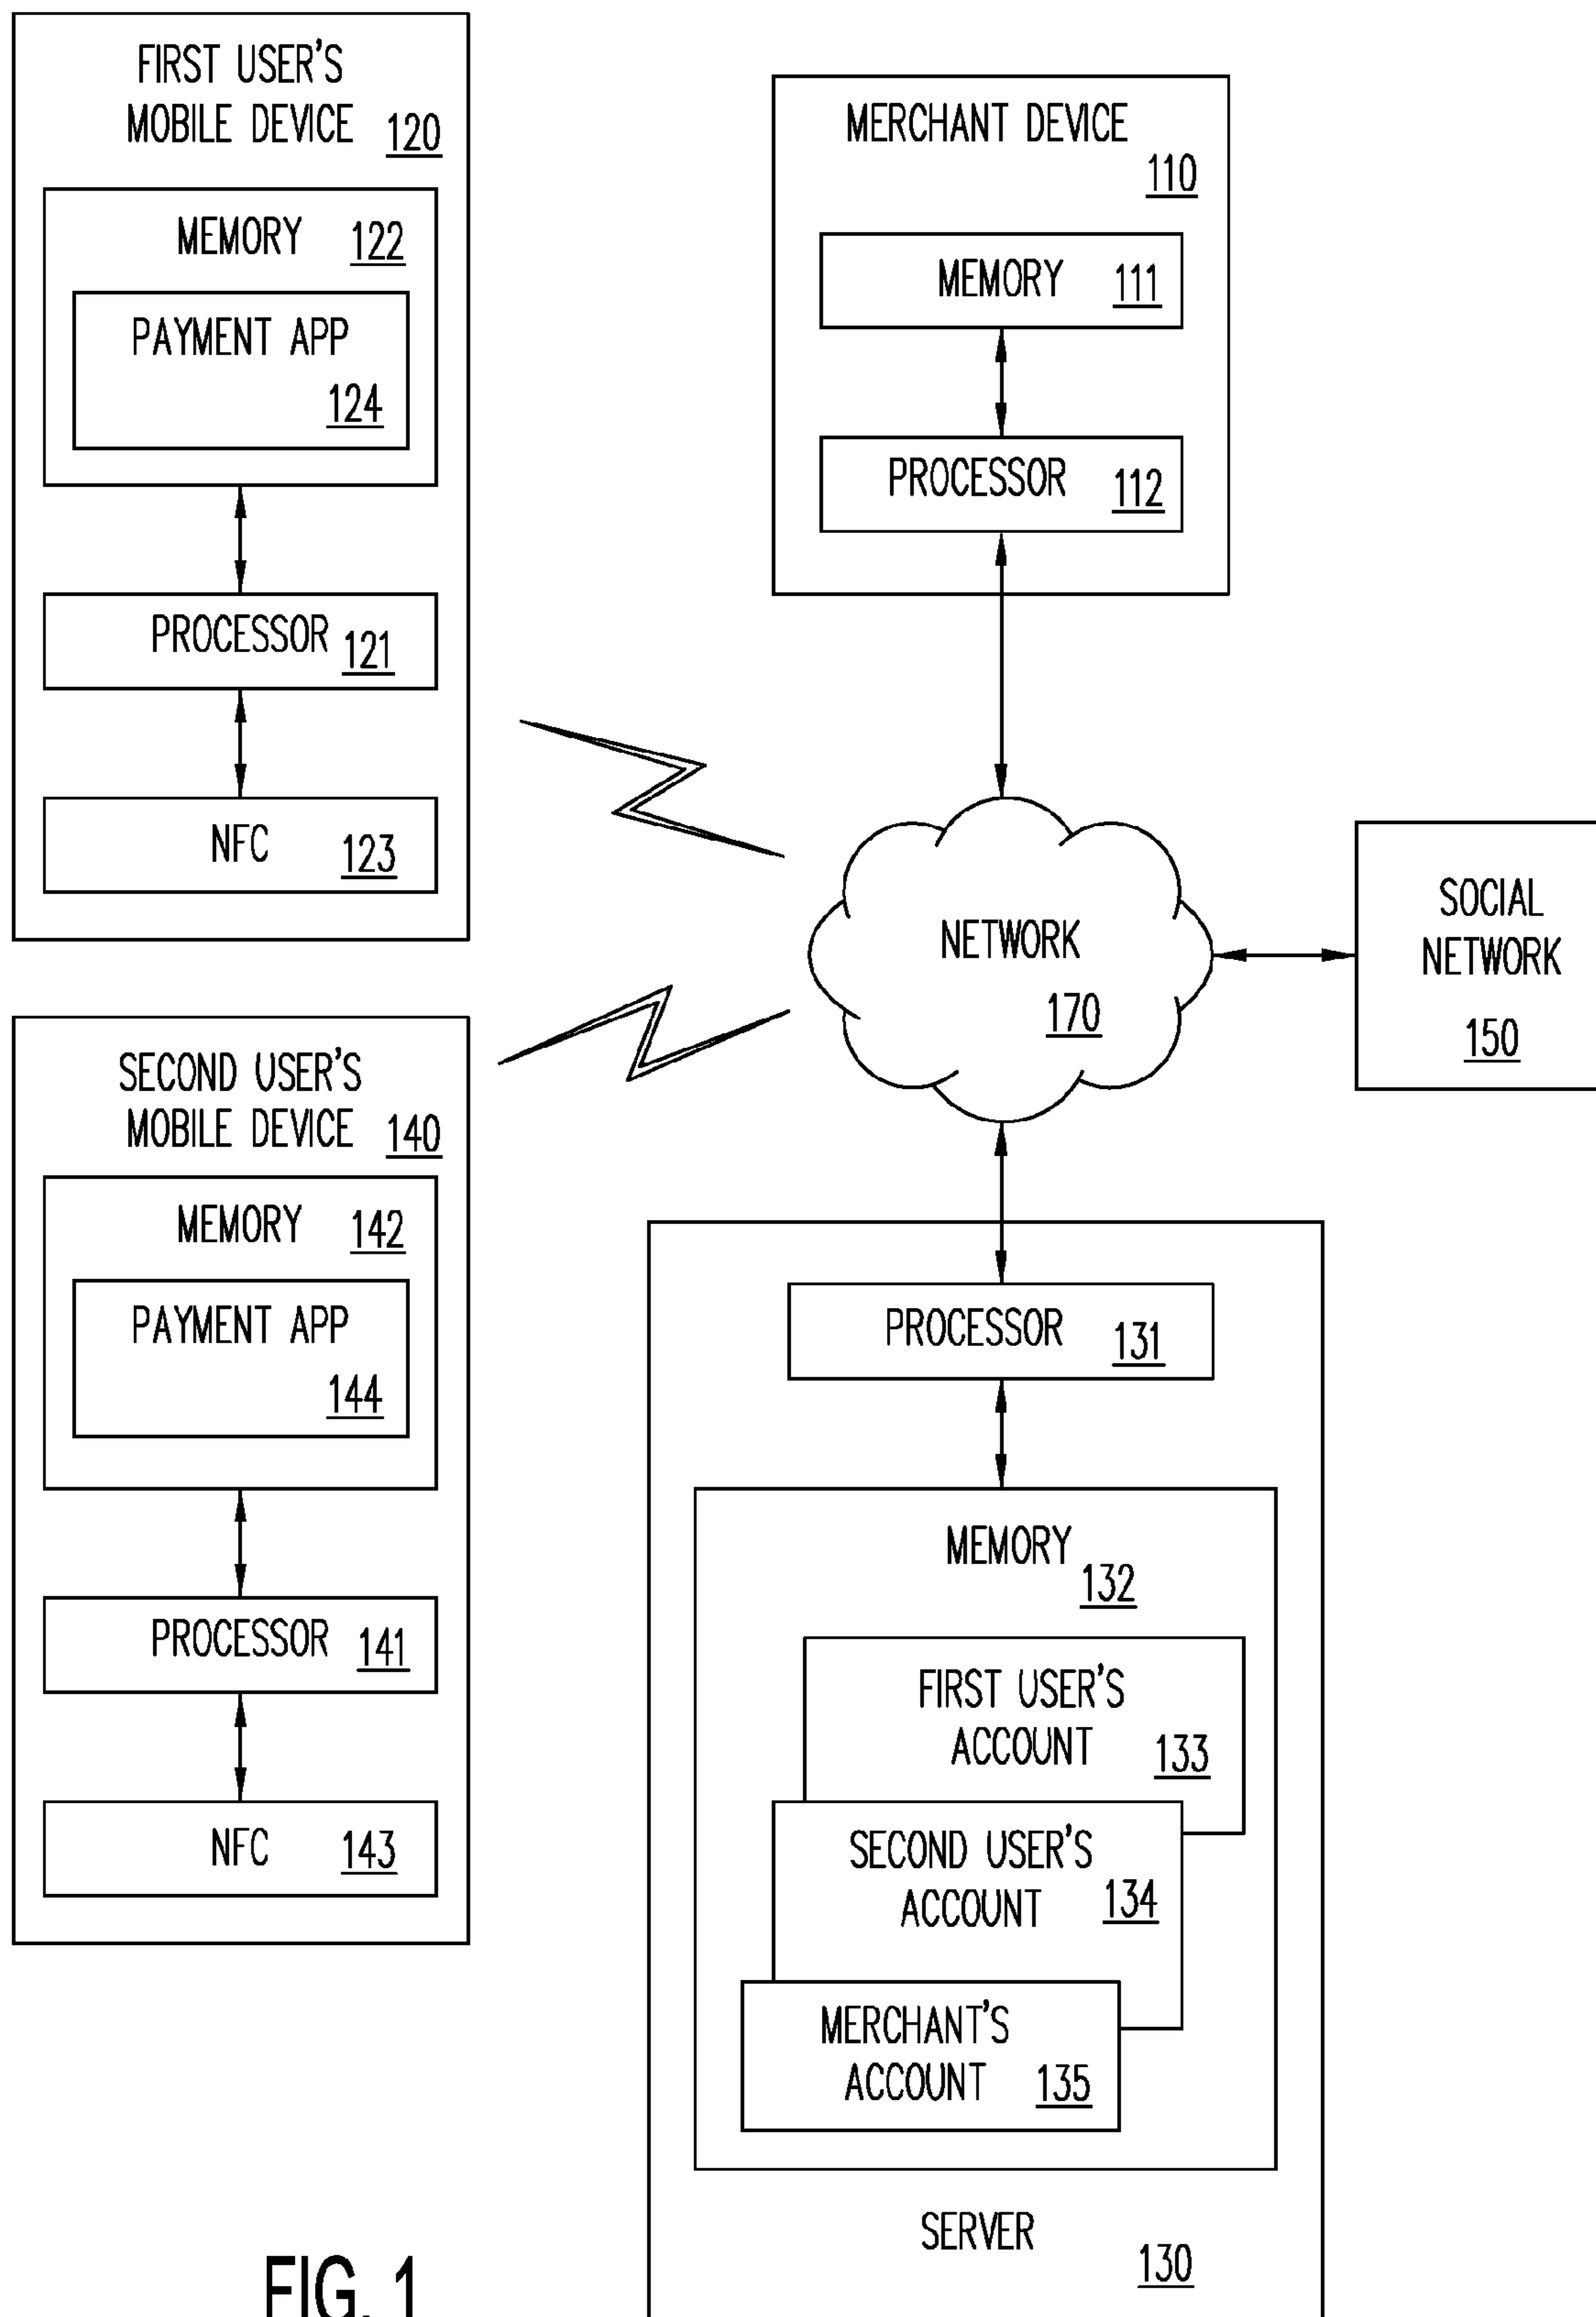 FIRST USER'S
MOBILE DEVICE 120
MEMORY 122
PAYMENT APP
124
PROCESSOR 121
NFC 123
MERCHANT DEVICE
110
MEMORY 111
PROCESSOR 112
NETWORK
170
SOCIAL
NETWORK
150
SECOND USER'S
MOBILE DEVICE 140
MEMORY 142
PAYMENT APP
144
PROCESSOR 141
NFC 143
PROCESSOR 131
MEMORY
132
FIRST USER'S
ACCOUNT 133
SECOND USER'S
ACCOUNT 134
MERCHANT'S
ACCOUNT 135
SERVER
130
FIG. 1